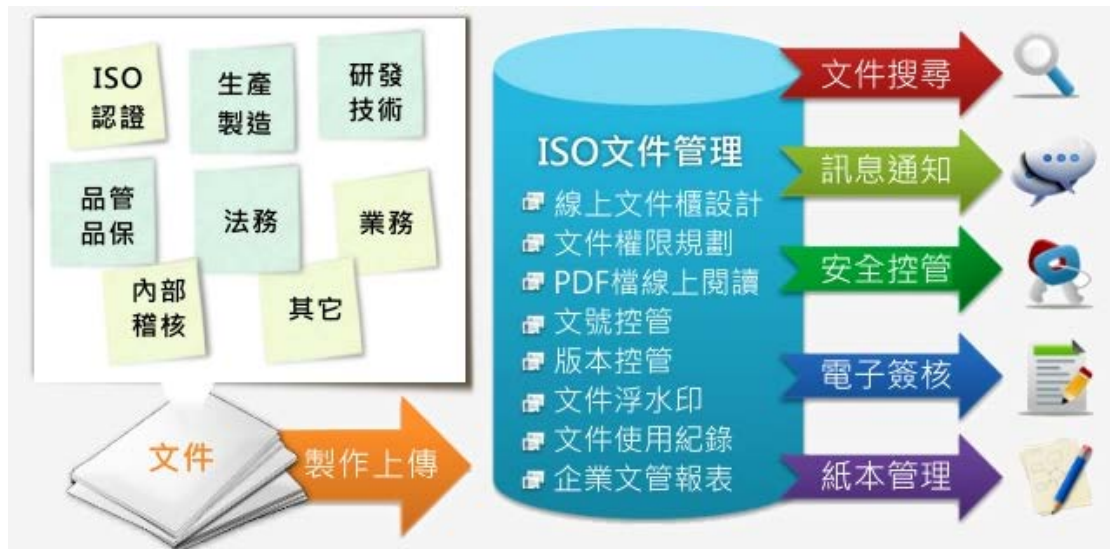 ISO
認證
生產
製造
研發
技術
品管
品保
法務
業務
內部
稽核
其它
文件
製作上傳
ISO文件管理
線上文件櫃設計
文件權限規劃
PDF檔線上閱讀
文號控管
版本控管
文件浮水印
文件使用紀錄
企業文管報表
文件搜尋
訊息通知
安全控管
電子簽核
紙本管理